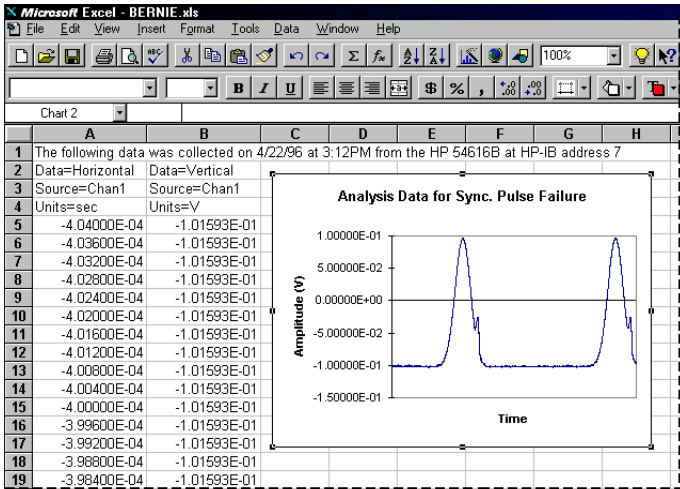 Microsoft Excel - BERNIE.xls
File Edit View Insert Format Tools Data Window Help
ABC Σ fx A Z Z A 100% ?
B I U $ % , +.0 .00 .00 +.0 T
Chart 2
A B C D E F G H
1 The following data was collected on 4/22/96 at 3:12PM from the HP 54616B at HP-IB address 7
2 Data=Horizontal Data=Vertical
3 Source=Chan1 Source=Chan1
4 Units=sec Units=V
5 -4.04000E-04 -1.01593E-01
6 -4.03600E-04 -1.01593E-01
7 -4.03200E-04 -1.01593E-01
8 -4.02800E-04 -1.01593E-01
9 -4.02400E-04 -1.01593E-01
10 -4.02000E-04 -1.01593E-01
11 -4.01600E-04 -1.01593E-01
12 -4.01200E-04 -1.01593E-01
13 -4.00800E-04 -1.01593E-01
14 -4.00400E-04 -1.01593E-01
15 -4.00000E-04 -1.01593E-01
16 -3.99600E-04 -1.01593E-01
17 -3.99200E-04 -1.01593E-01
18 -3.98800E-04 -1.01593E-01
19 -3.98400E-04 -1.01593E-01
Analysis Data for Sync. Pulse Failure
1.00000E-01
5.00000E-02
0.00000E+00
-5.00000E-02
-1.00000E-01
-1.50000E-01
Amplitude (V)
Time